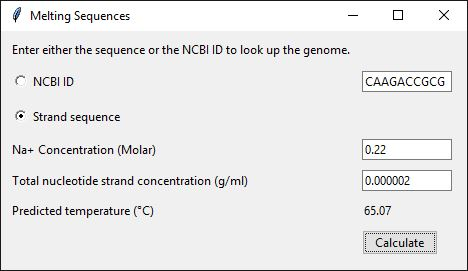 Melting Sequences
Enter either the sequence or the NCBI ID to look up the genome.
NCBI ID
CAAGACCGCG
Strand sequence
Na+ Concentration (Molar)
0.22
Total nucleotide strand concentration (g/ml)
0.000002
Predicted temperature (°C)
65.07
Calculate